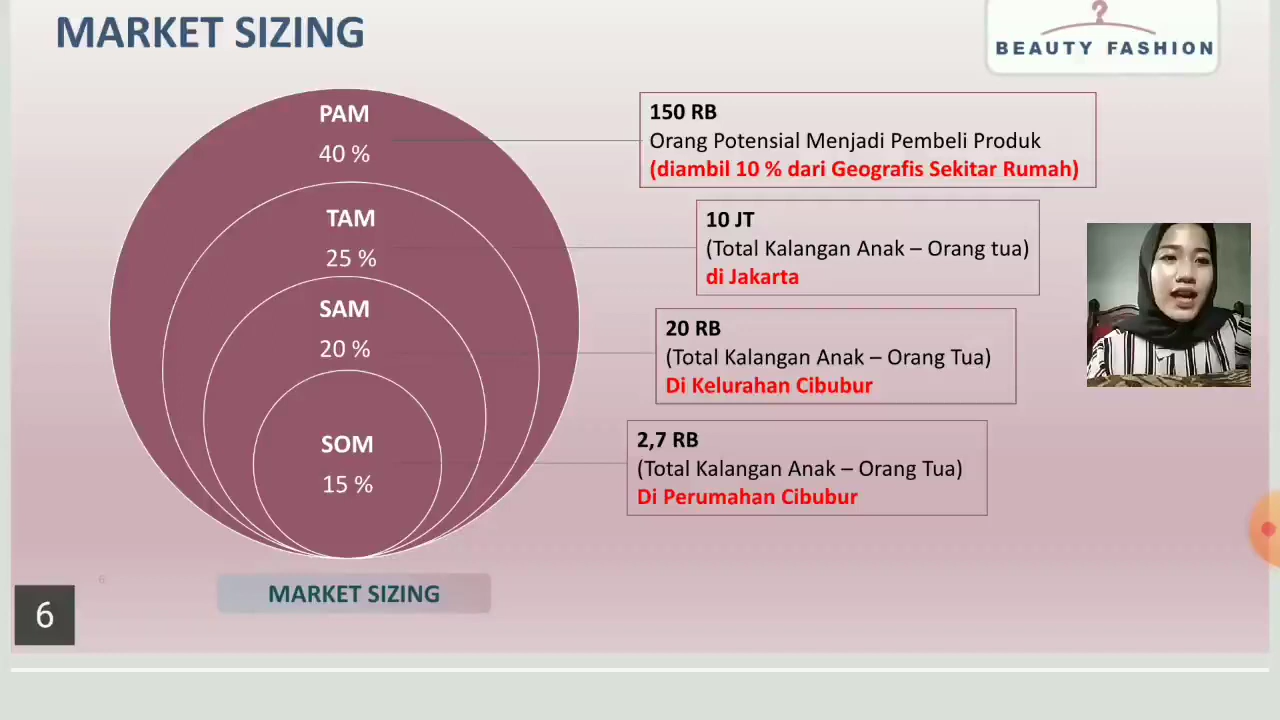 MARKET SIZING
BEAUTY FASHION
PAM
40 %
150 RB
Orang Potensial Menjadi Pembeli Produk
(diambil 10 % dari Geografis Sekitar Rumah)
TAM
25 %
10 JT
(Total Kalangan Anak – Orang tua)
di Jakarta
SAM
20 %
20 RB
(Total Kalangan Anak – Orang Tua)
Di Kelurahan Cibubur
SOM
15 %
2,7 RB
(Total Kalangan Anak – Orang Tua)
Di Perumahan Cibubur
MARKET SIZING
6
6